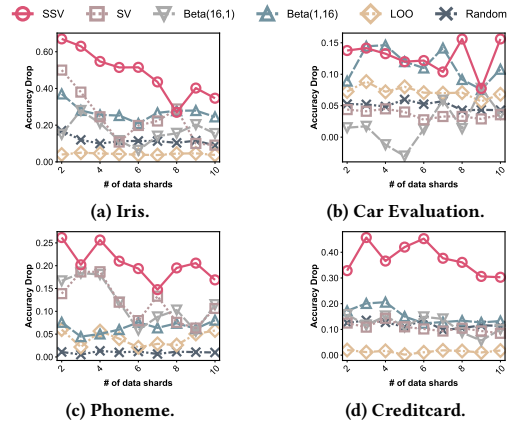 SSV SV Beta(16,1) Beta(1,16) LOO Random
Accuracy Drop
0.60
0.40
0.20
0.00
2 4 6 8 10
# of data shards
(a) Iris.
Accuracy Drop
0.15
0.10
0.05
0.00
2 4 6 8 10
# of data shards
(b) Car Evaluation.
Accuracy Drop
0.25
0.20
0.15
0.10
0.05
0.00
2 4 6 8 10
# of data shards
(c) Phoneme.
Accuracy Drop
0.40
0.30
0.20
0.10
0.00
2 4 6 8 10
# of data shards
(d) Creditcard.